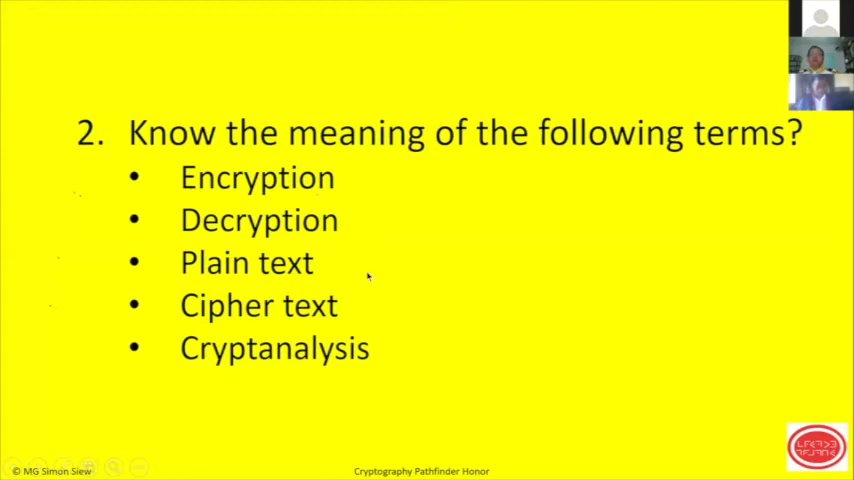 2. Know the meaning of the following terms?
• Encryption
• Decryption
• Plain text
• Cipher text
• Cryptanalysis
© MG Simon Siew
Cryptography Pathfinder Honor